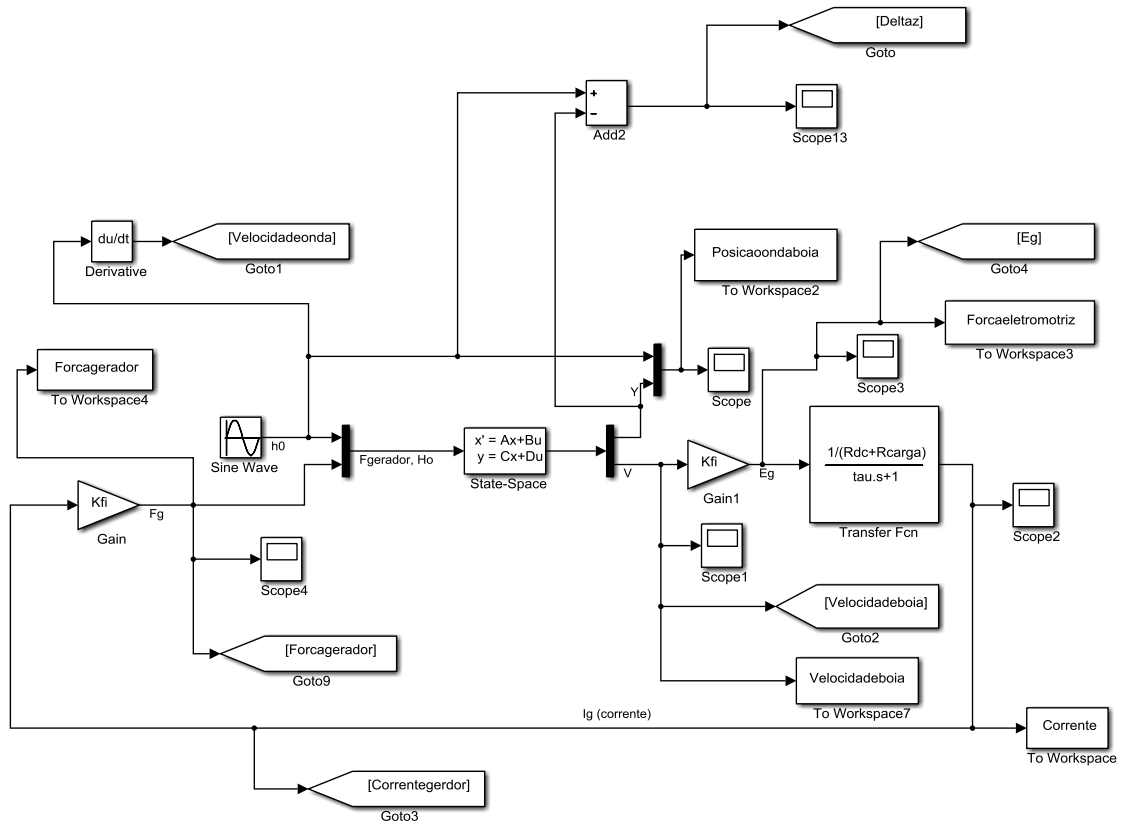 [Deltaz]
Goto
+
−
Add2
Scope13
du/dt
Derivative
[Velocidadeonda]
Goto1
Posicaoondaboia
To Workspace2
[Eg]
Goto4
Forcaeletromotriz
To Workspace3
Forcagerador
To Workspace4
Scope
Scope3
Y
Sine Wave
h0
Fgerador, Ho
x' = Ax+Bu
y = Cx+Du
State-Space
V
Kfi
Gain1
Eg
1/(Rdc+Rcarga)
tau.s+1
Transfer Fcn
Scope2
Kfi
Gain
Fg
Scope4
Scope1
[Velocidadeboia]
Goto2
[Forcagerador]
Goto9
Velocidadeboia
To Workspace7
Ig (corrente)
Corrente
To Workspace
[Correntegerdor]
Goto3